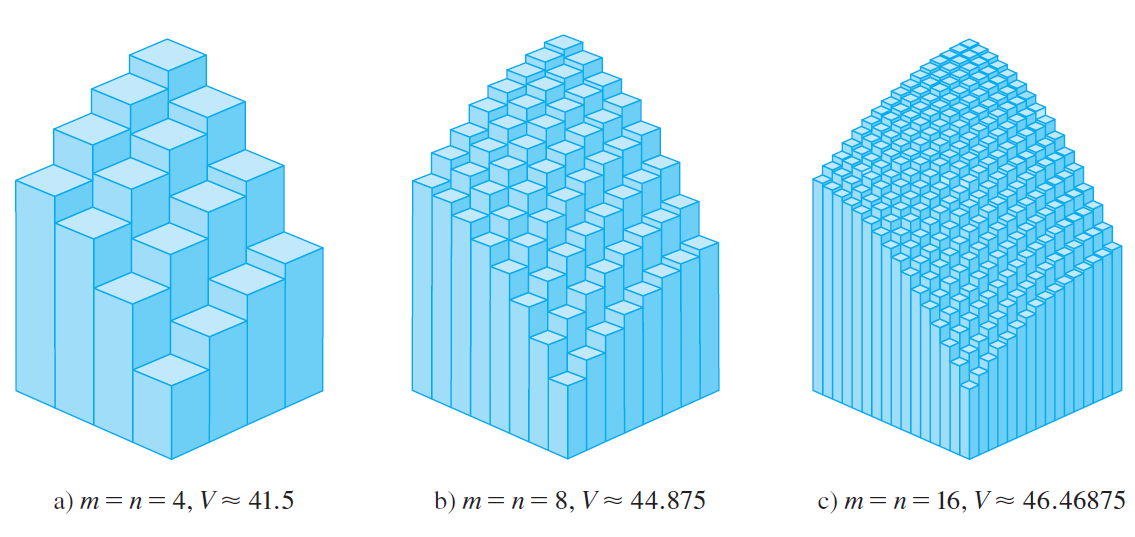 a) m = n = 4, V ≈ 41.5
b) m = n = 8, V ≈ 44.875
c) m = n = 16, V ≈ 46.46875